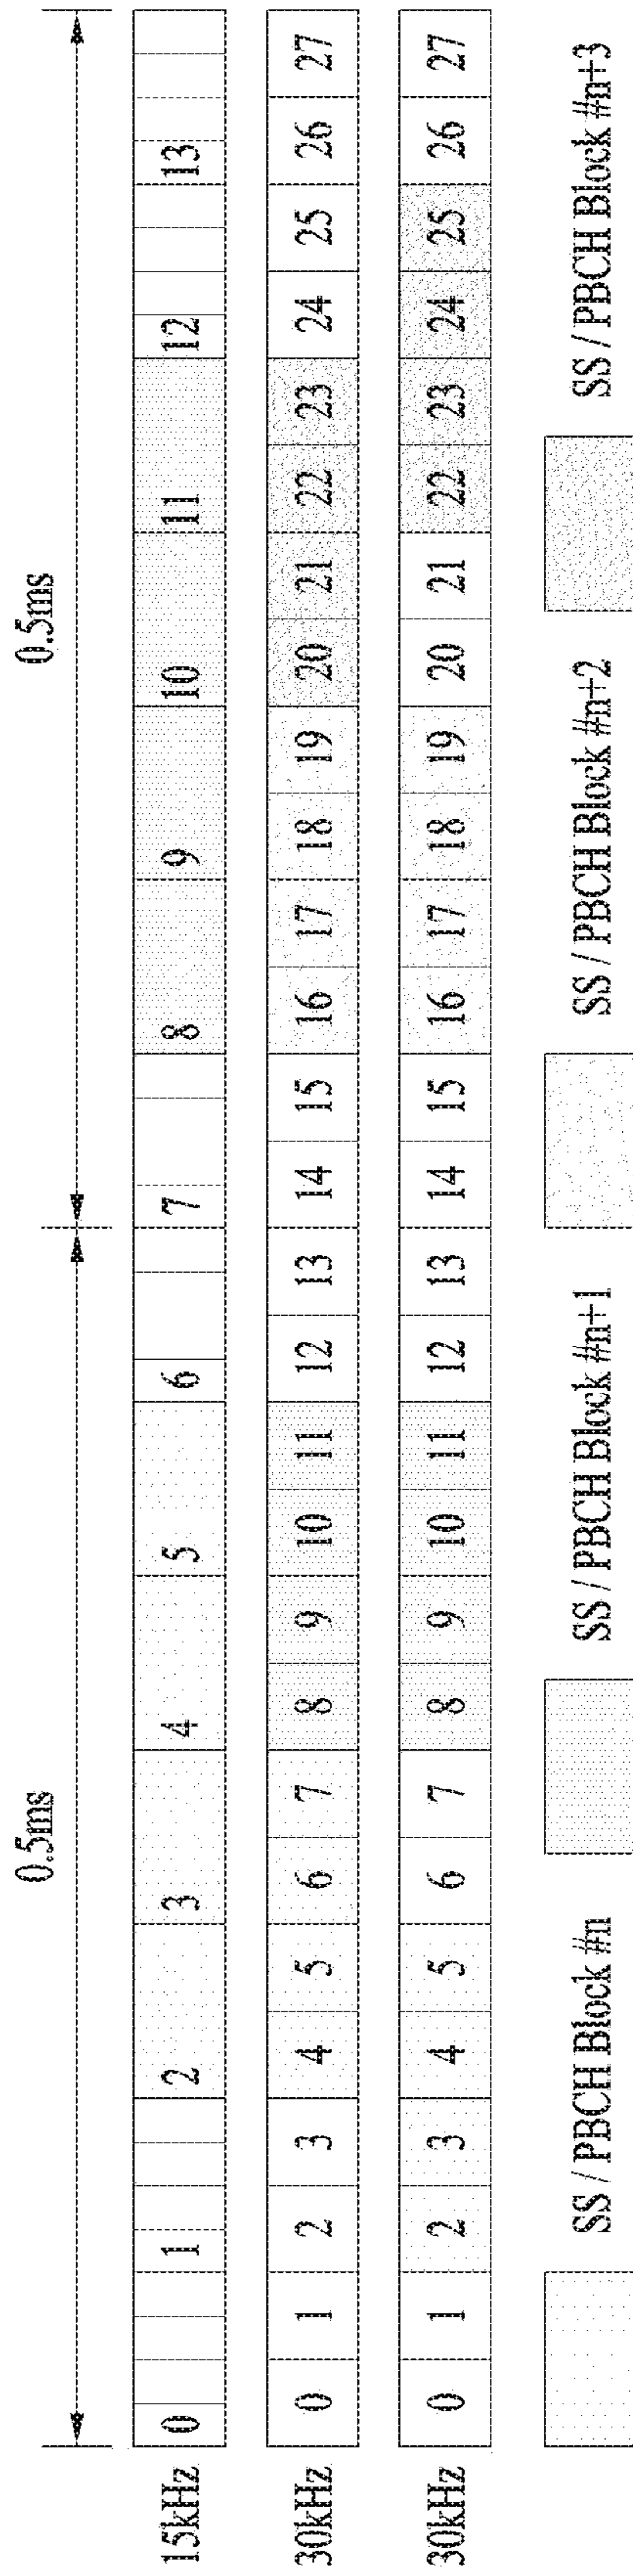 0.5ms 0.5ms
15kHz 0 1 2 3 4 5 6 7 8 9 10 11 12 13
30kHz 0 1 2 3 4 5 6 7 8 9 10 11 12 13 14 15 16 17 18 19 20 21 22 23 24 25 26 27
30kHz 0 1 2 3 4 5 6 7 8 9 10 11 12 13 14 15 16 17 18 19 20 21 22 23 24 25 26 27
SS / PBCH Block #n SS / PBCH Block #n+1 SS / PBCH Block #n+2 SS / PBCH Block #n+3